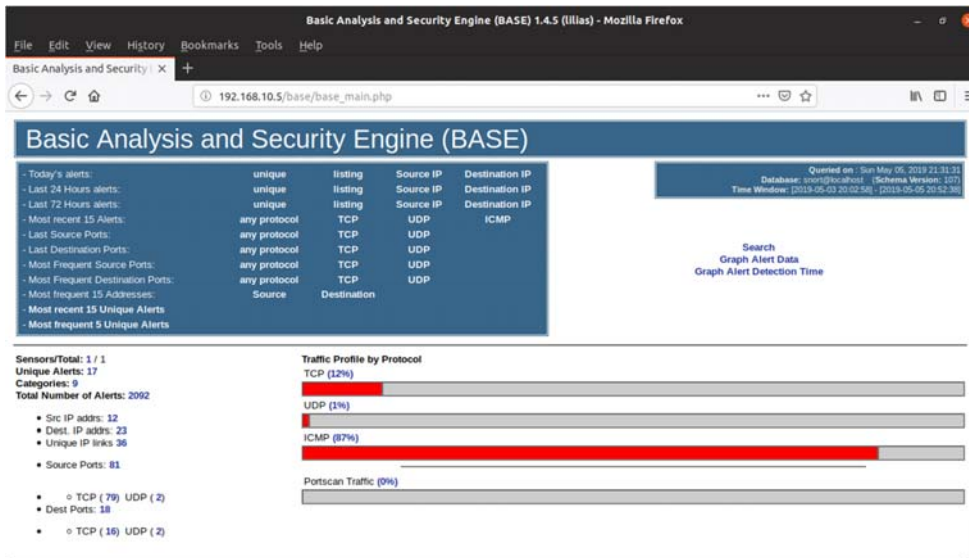 Basic Analysis and Security Engine (BASE) 1.4.5 (lilias) - Mozilla Firefox
File Edit View History Bookmarks Tools Help
Basic Analysis and Security
192.168.10.5/base/base_main.php
Basic Analysis and Security Engine (BASE)
- Today's alerts: unique listing Source IP Destination IP
- Last 24 Hours alerts: unique listing Source IP Destination IP
- Last 72 Hours alerts: unique listing Source IP Destination IP
- Most recent 15 Alerts: any protocol TCP UDP ICMP
- Last Source Ports: any protocol TCP UDP
- Last Destination Ports: any protocol TCP UDP
- Most Frequent Source Ports: any protocol TCP UDP
- Most Frequent Destination Ports: any protocol TCP UDP
- Most frequent 15 Addresses: Source Destination
- Most recent 15 Unique Alerts
- Most frequent 5 Unique Alerts
Queried on : Sun May 05, 2019 21:31:31
Database: snort@localhost (Schema Version: 107)
Time Window: [2019-05-03 20:02:58] - [2019-05-05 20:52:38]
Search
Graph Alert Data
Graph Alert Detection Time
Sensors/Total: 1 / 1
Unique Alerts: 17
Categories: 9
Total Number of Alerts: 2092
• Src IP addrs: 12
• Dest. IP addrs: 23
• Unique IP links 36
• Source Ports: 81
• ○ TCP ( 79) UDP ( 2)
• Dest Ports: 18
• ○ TCP ( 16) UDP ( 2)
Traffic Profile by Protocol
TCP (12%)
UDP (1%)
ICMP (87%)
Portscan Traffic (0%)